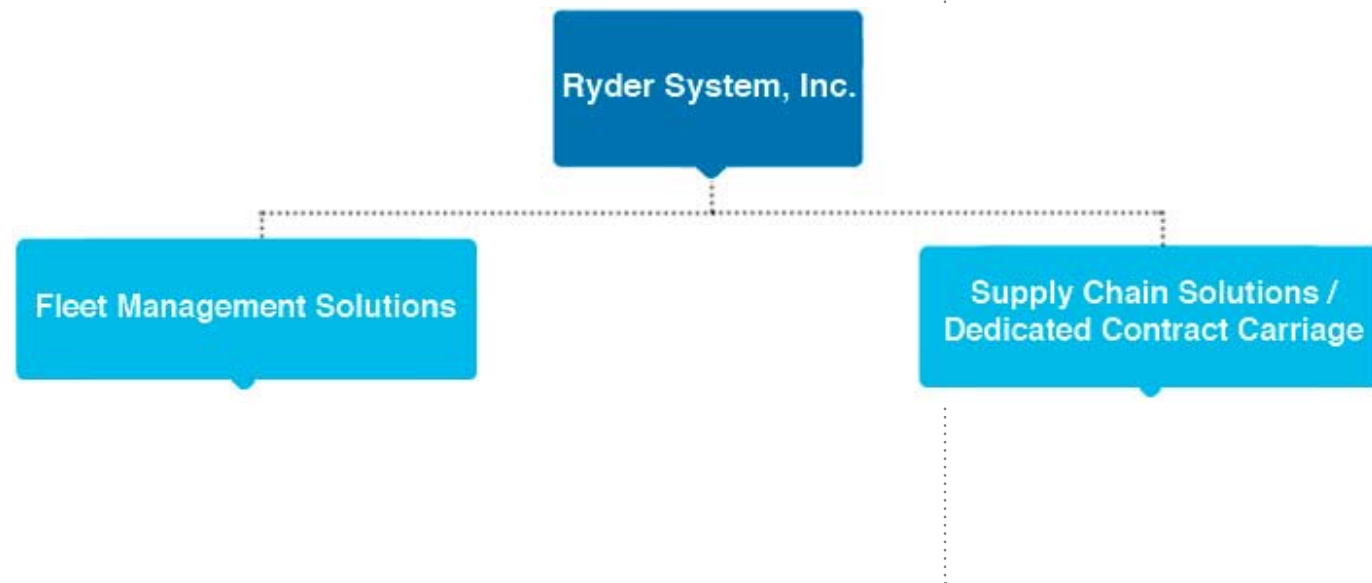 Ryder System, Inc.
Fleet Management Solutions
Supply Chain Solutions /
Dedicated Contract Carriage